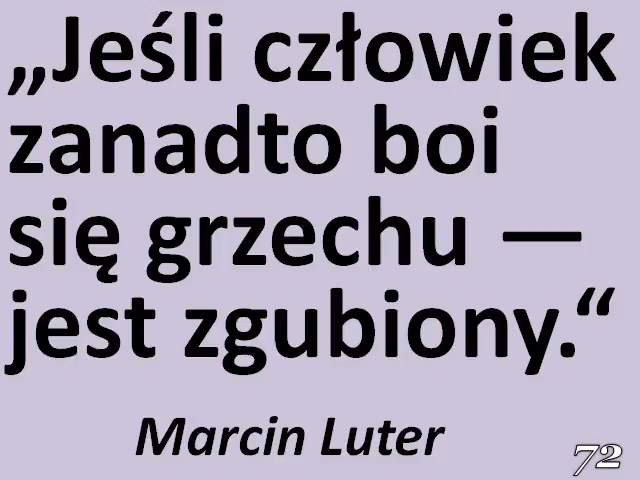 „Jeśli człowiek
zanadto boi
się grzechu —
jest zgubiony.“
Marcin Luter
72